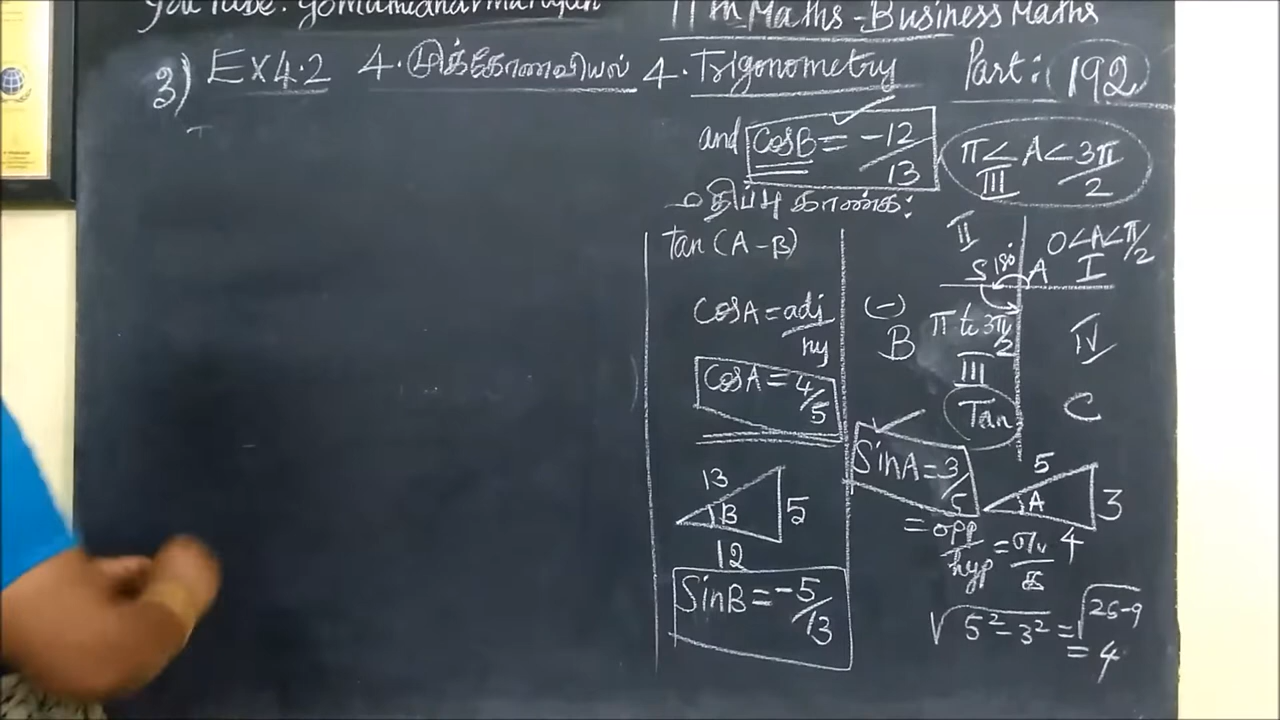 YouTube: 
11th Maths - Business Maths
3) Ex 4.2 4. முக்கோணவியல் 4. Trigonometry Part: 192
and CosB = -12/13 π < A < 3π/2
III
மதிப்பு காண்க:
tan (A - B)
CosA = adj/hy
CosA = 4/5
13 B 5
12
SinB = -5/13
II 0 < A < π/2
S 180° A I
(-) B π to 3π/2 IV
III
Tan C
SinA = 3/5 5 A 3
4
= opp/hyp =
√5² - 3² = √25-9
= 4